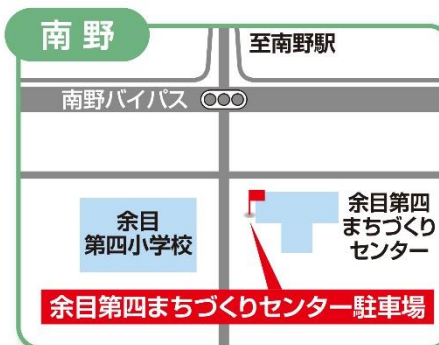 南野
至南野駅
南野バイパス
余目
第四小学校
余目第四
まちづくり
センター
余目第四まちづくりセンター駐車場